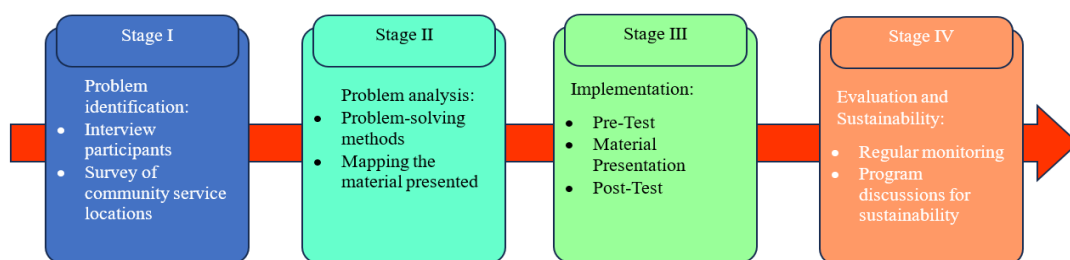 Stage I
Problem
identification:
• Interview
participants
• Survey of
community service
locations
Stage II
Problem analysis:
• Problem-solving
methods
• Mapping the
material presented
Stage III
Implementation:
• Pre-Test
• Material
Presentation
• Post-Test
Stage IV
Evaluation and
Sustainability:
• Regular monitoring
• Program
discussions for
sustainability